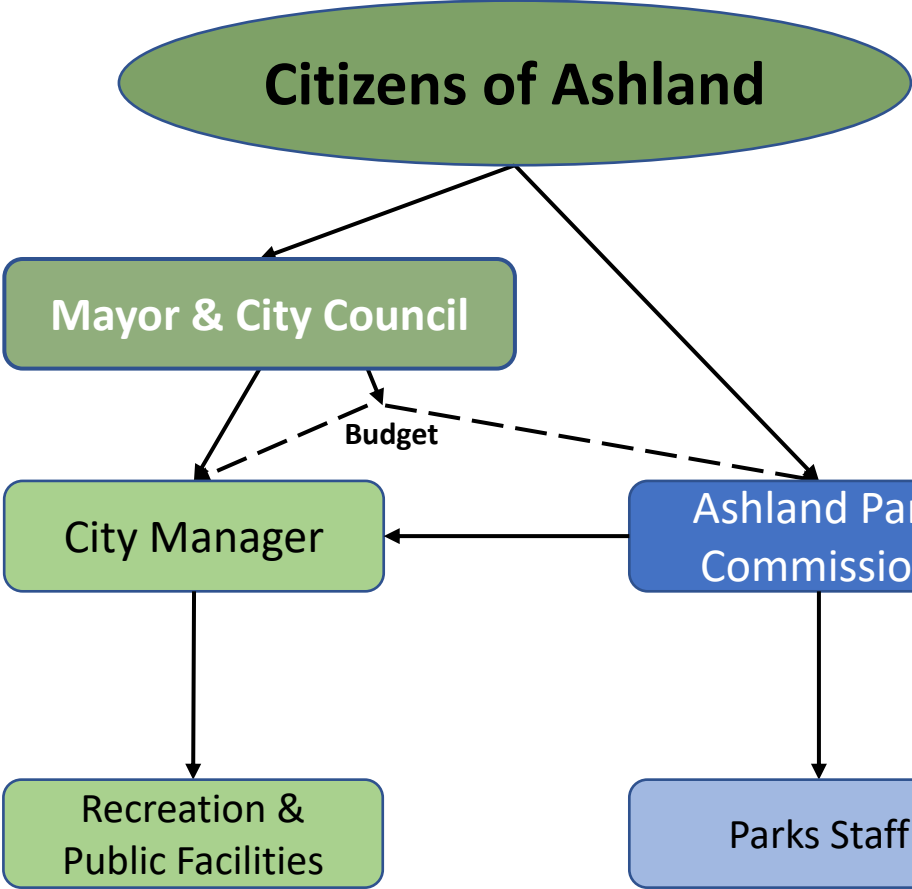 Citizens of Ashland
Mayor & City Council
Budget
City Manager
Ashland
Recreation &
Public Facilities
Parks Staff